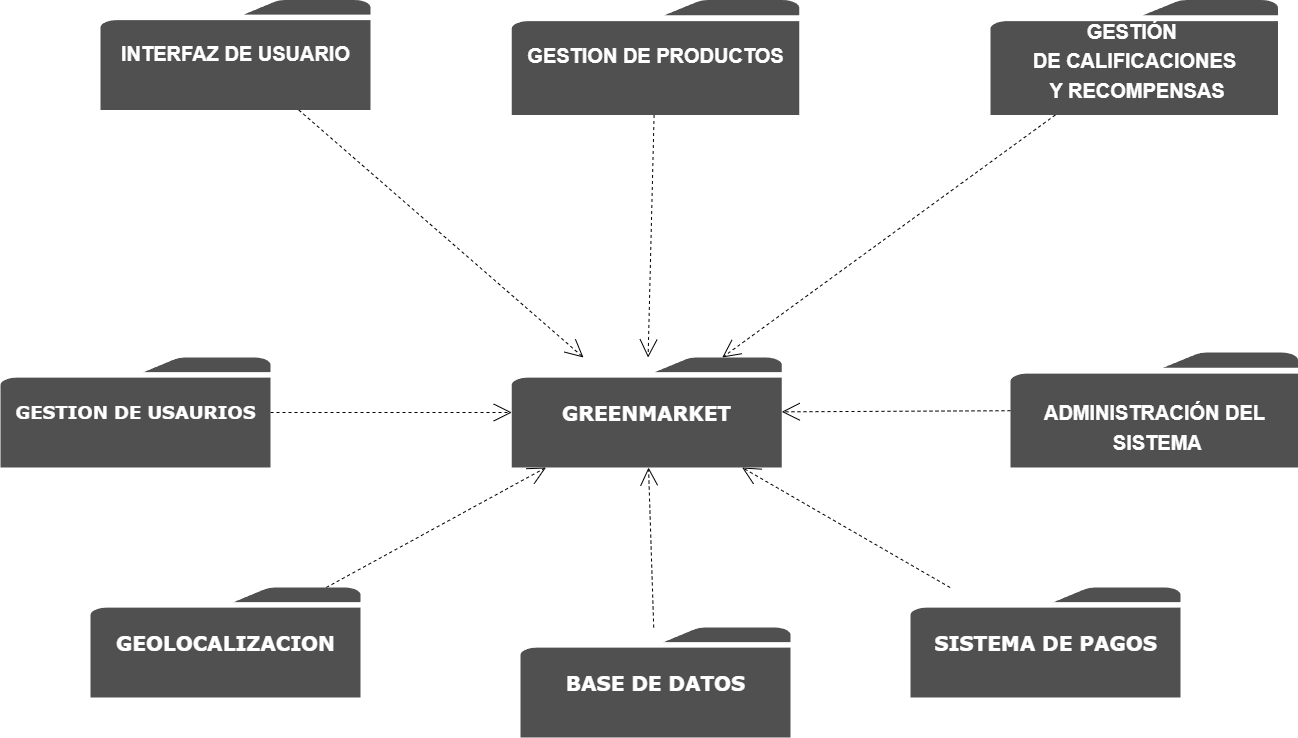 INTERFAZ DE USUARIO
GESTION DE PRODUCTOS
GESTIÓN
DE CALIFICACIONES
Y RECOMPENSAS
GESTION DE USAURIOS
GREENMARKET
ADMINISTRACIÓN DEL
SISTEMA
GEOLOCALIZACION
BASE DE DATOS
SISTEMA DE PAGOS